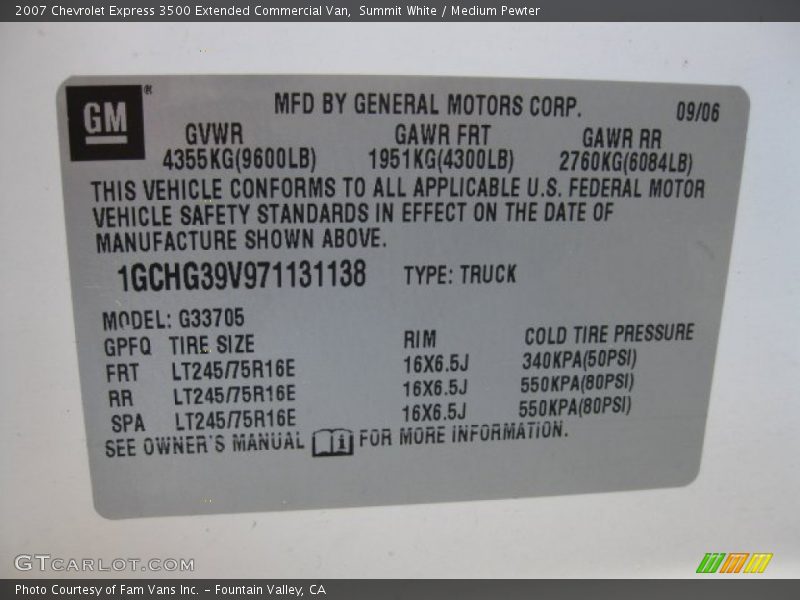 2007 Chevrolet Express 3500 Extended Commercial Van, Summit White / Medium Pewter
GM®
MFD BY GENERAL MOTORS CORP. 09/06
GVWR GAWR FRT GAWR RR
4355KG(9600LB) 1951KG(4300LB) 2760KG(6084LB)
THIS VEHICLE CONFORMS TO ALL APPLICABLE U.S. FEDERAL MOTOR
VEHICLE SAFETY STANDARDS IN EFFECT ON THE DATE OF
MANUFACTURE SHOWN ABOVE.
1GCHG39V971131138 TYPE: TRUCK
MODEL: G33705
GPFQ TIRE SIZE RIM COLD TIRE PRESSURE
FRT LT245/75R16E 16X6.5J 340KPA(50PSI)
RR LT245/75R16E 16X6.5J 550KPA(80PSI)
SPA LT245/75R16E 16X6.5J 550KPA(80PSI)
SEE OWNER'S MANUAL i FOR MORE INFORMATION.
GTCARLOT.COM
Photo Courtesy of Fam Vans Inc. – Fountain Valley, CA